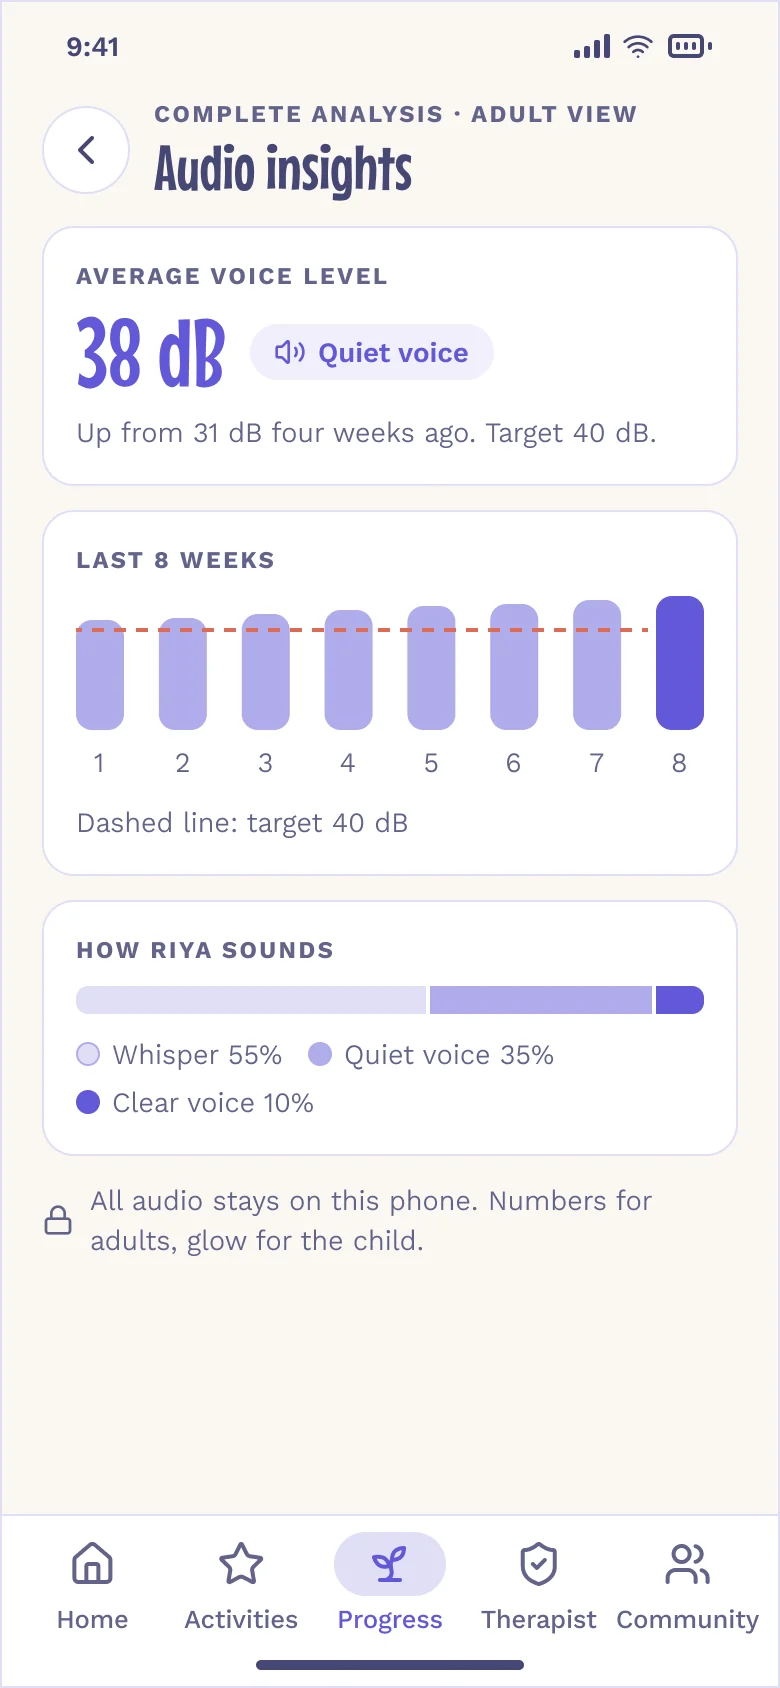 9:41
COMPLETE ANALYSIS · ADULT VIEW
Audio insights
AVERAGE VOICE LEVEL
38 dB
Quiet voice
Up from 31 dB four weeks ago. Target 40 dB.
LAST 8 WEEKS
1 2 3 4 5 6 7 8
Dashed line: target 40 dB
HOW RIYA SOUNDS
Whisper 55% Quiet voice 35%
Clear voice 10%
All audio stays on this phone. Numbers for
adults, glow for the child.
Home Activities Progress Therapist Community